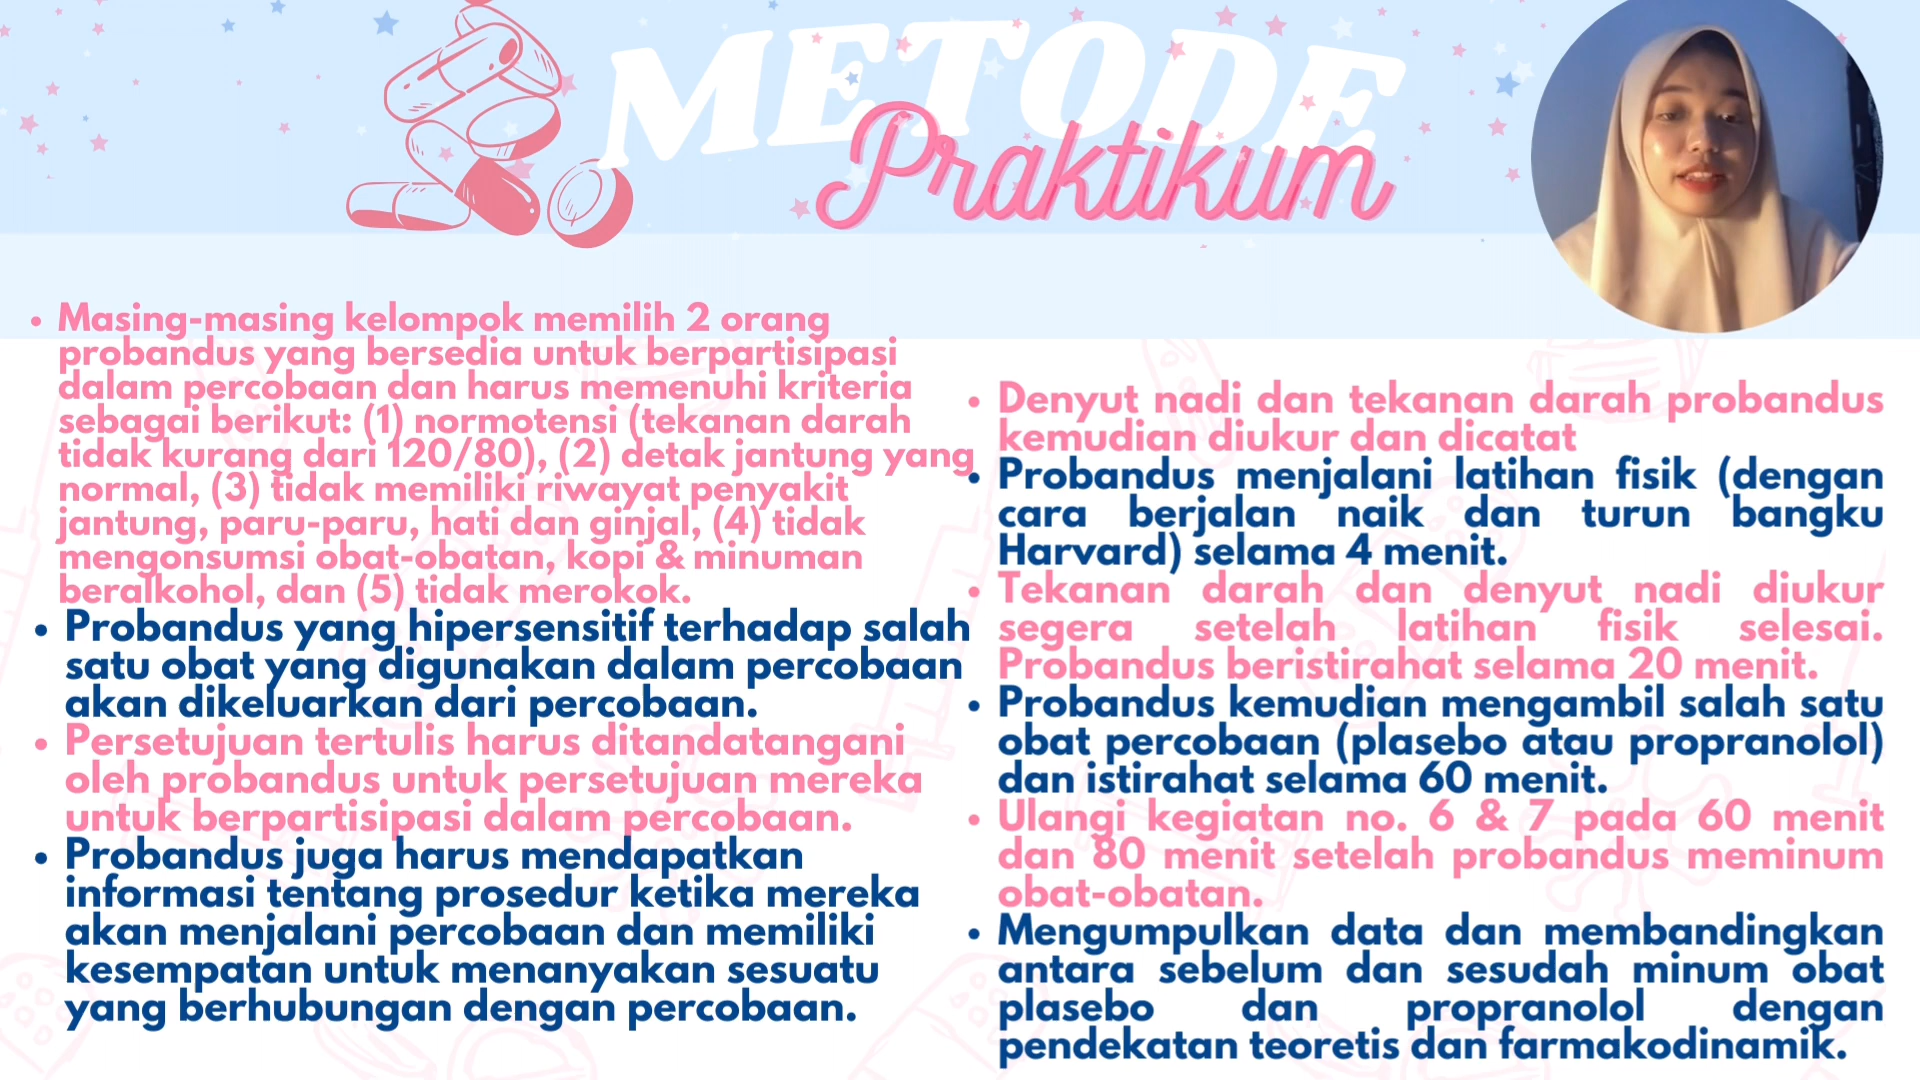 METODE
Praktikum
• Masing-masing kelompok memilih 2 orang
probandus yang bersedia untuk berpartisipasi
dalam percobaan dan harus memenuhi kriteria
sebagai berikut: (1) normotensi (tekanan darah
tidak kurang dari 120/80), (2) detak jantung yang
normal, (3) tidak memiliki riwayat penyakit
jantung, paru-paru, hati dan ginjal, (4) tidak
mengonsumsi obat-obatan, kopi & minuman
beralkohol, dan (5) tidak merokok.
• Probandus yang hipersensitif terhadap salah
satu obat yang digunakan dalam percobaan
akan dikeluarkan dari percobaan.
• Persetujuan tertulis harus ditandatangani
oleh probandus untuk persetujuan mereka
untuk berpartisipasi dalam percobaan.
• Probandus juga harus mendapatkan
informasi tentang prosedur ketika mereka
akan menjalani percobaan dan memiliki
kesempatan untuk menanyakan sesuatu
yang berhubungan dengan percobaan.
• Denyut nadi dan tekanan darah probandus
kemudian diukur dan dicatat
• Probandus menjalani latihan fisik (dengan
cara berjalan naik dan turun bangku
Harvard) selama 4 menit.
• Tekanan darah dan denyut nadi diukur
segera setelah latihan fisik selesai.
Probandus beristirahat selama 20 menit.
• Probandus kemudian mengambil salah satu
obat percobaan (plasebo atau propranolol)
dan istirahat selama 60 menit.
• Ulangi kegiatan no. 6 & 7 pada 60 menit
dan 80 menit setelah probandus meminum
obat-obatan.
• Mengumpulkan data dan membandingkan
antara sebelum dan sesudah minum obat
plasebo dan propranolol dengan
pendekatan teoretis dan farmakodinamik.